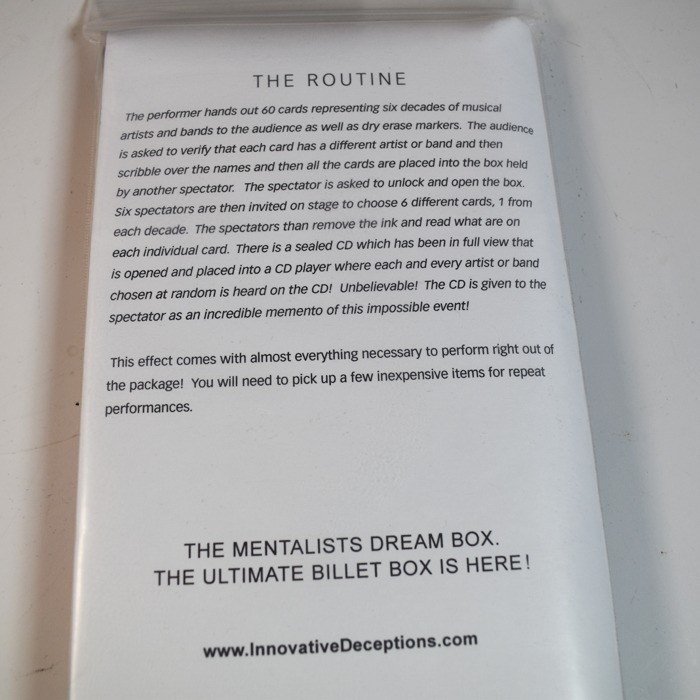 THE ROUTINE
The performer hands out 60 cards representing six decades of musical
artists and bands to the audience as well as dry erase markers. The audience
is asked to verify that each card has a different artist or band and then
scribble over the names and then all the cards are placed into the box held
by another spectator. The spectator is asked to unlock and open the box.
Six spectators are then invited on stage to choose 6 different cards, 1 from
each decade. The spectators than remove the ink and read what are on
each individual card. There is a sealed CD which has been in full view that
is opened and placed into a CD player where each and every artist or band
chosen at random is heard on the CD! Unbelievable! The CD is given to the
spectator as an incredible memento of this impossible event!
This effect comes with almost everything necessary to perform right out of
the package! You will need to pick up a few inexpensive items for repeat
performances.
THE MENTALISTS DREAM BOX.
THE ULTIMATE BILLET BOX IS HERE!
www.InnovativeDeceptions.com